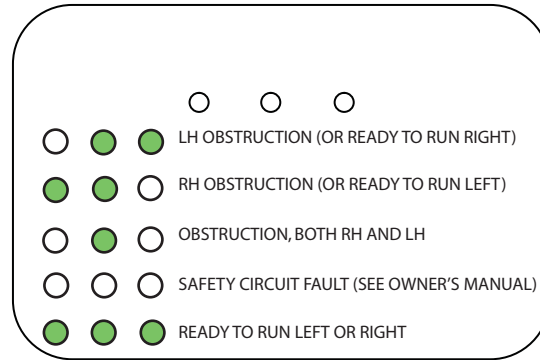 LH OBSTRUCTION (OR READY TO RUN RIGHT)
RH OBSTRUCTION (OR READY TO RUN LEFT)
OBSTRUCTION, BOTH RH AND LH
SAFETY CIRCUIT FAULT (SEE OWNER'S MANUAL)
READY TO RUN LEFT OR RIGHT